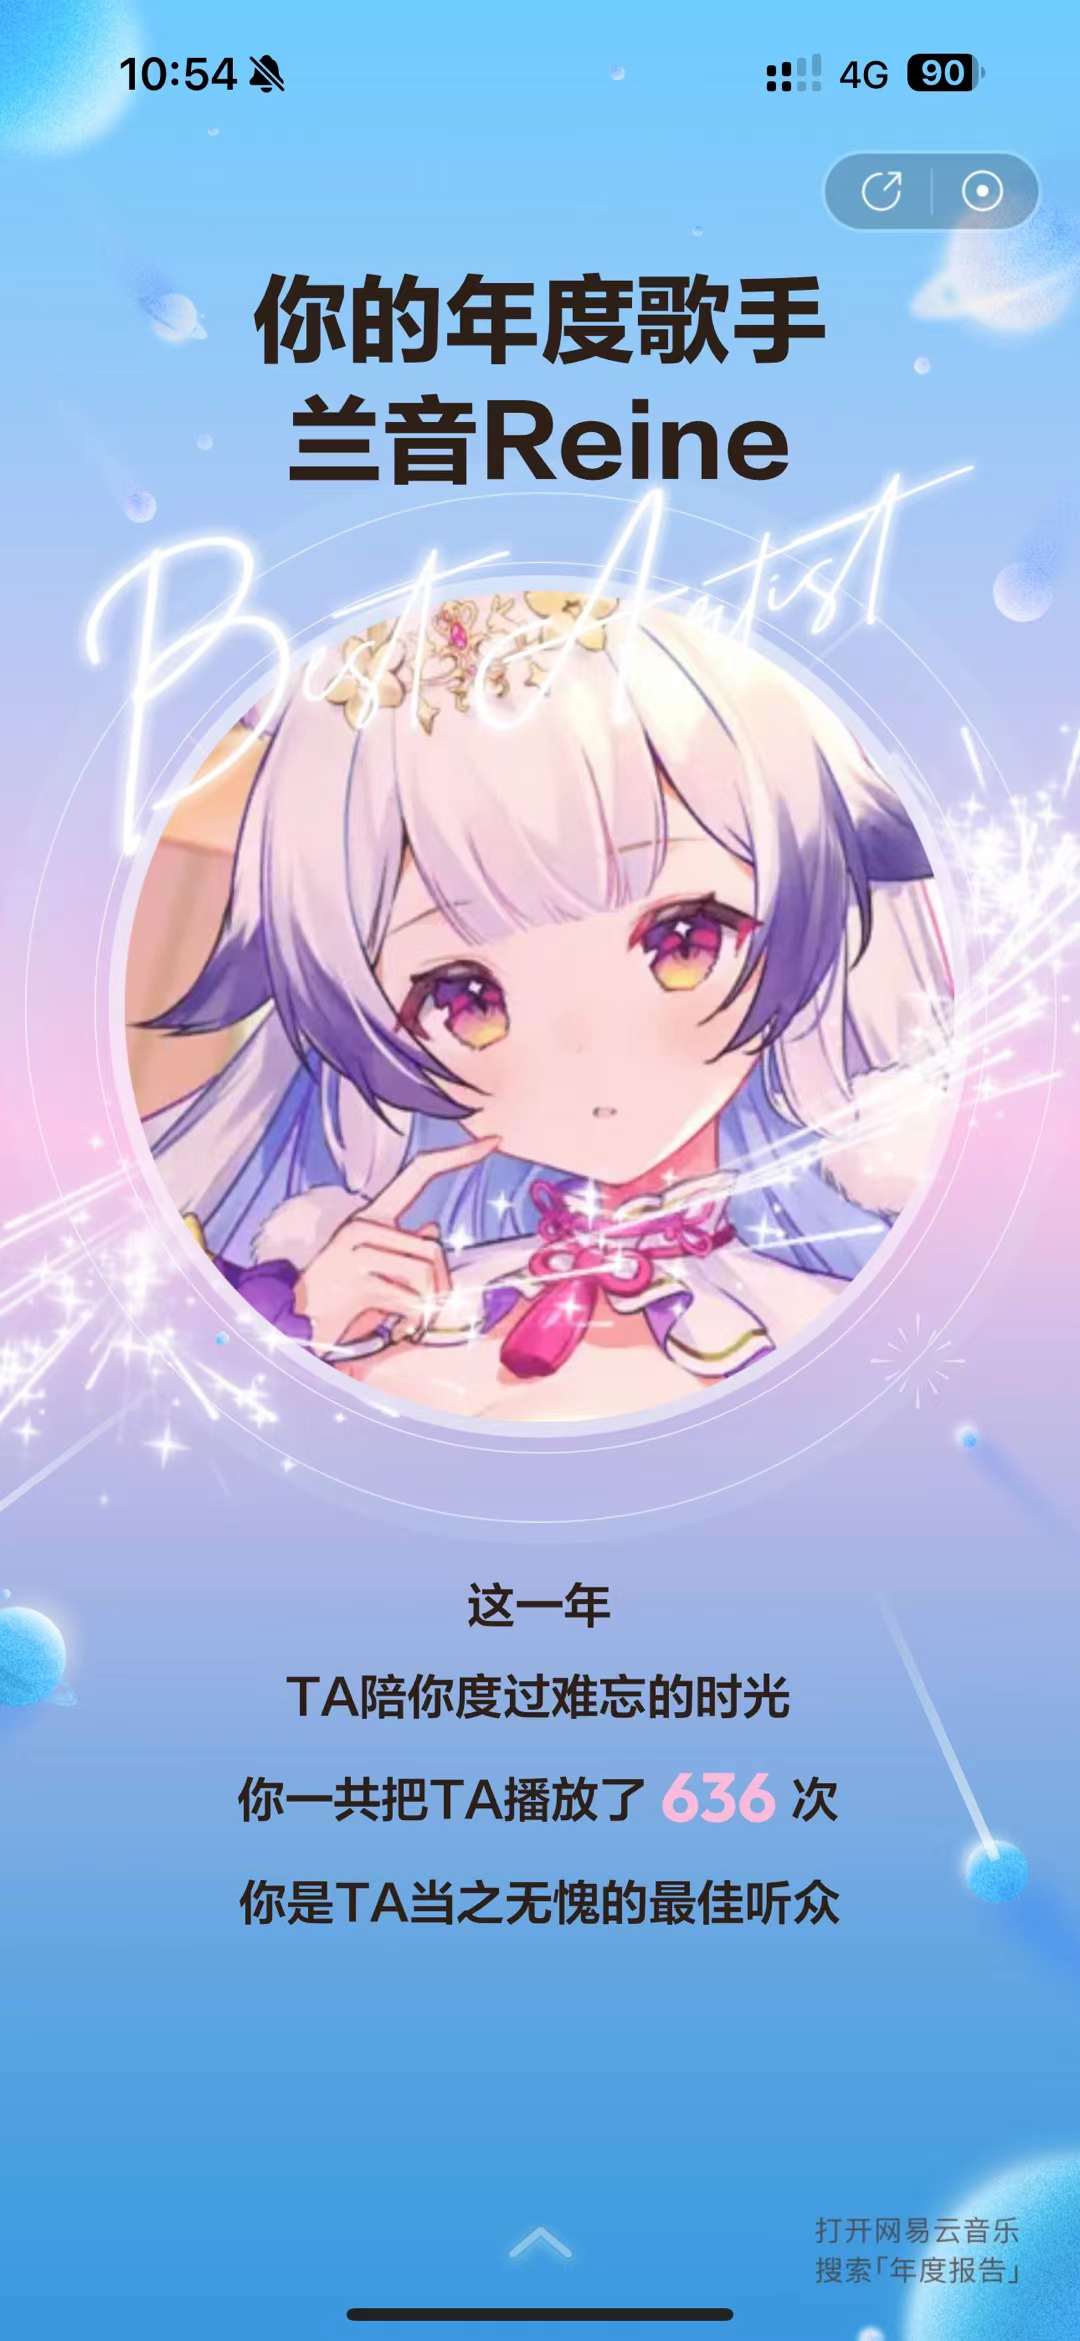 10:54
4G
90
你的年度歌手
兰音Reine
Best Artist
这一年
TA陪你度过难忘的时光
你一共把TA播放了 636 次
你是TA当之无愧的最佳听众
打开网易云音乐
搜索「年度报告」